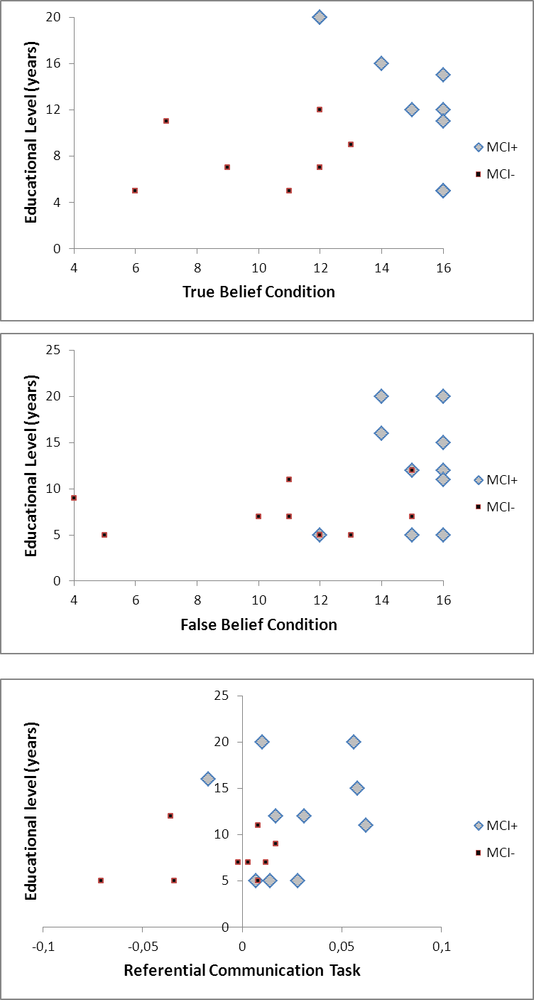 20
16
12
8
4
0
Educational Level (years)
4 6 8 10 12 14 16
True Belief Condition
MCI+
MCI-
25
20
15
10
5
0
Educational Level (years)
4 6 8 10 12 14 16
False Belief Condition
MCI+
MCI-
25
20
15
10
5
0
Educational level (years)
-0,1 -0,05 0 0,05 0,1
Referential Communication Task
MCI+
MCI-